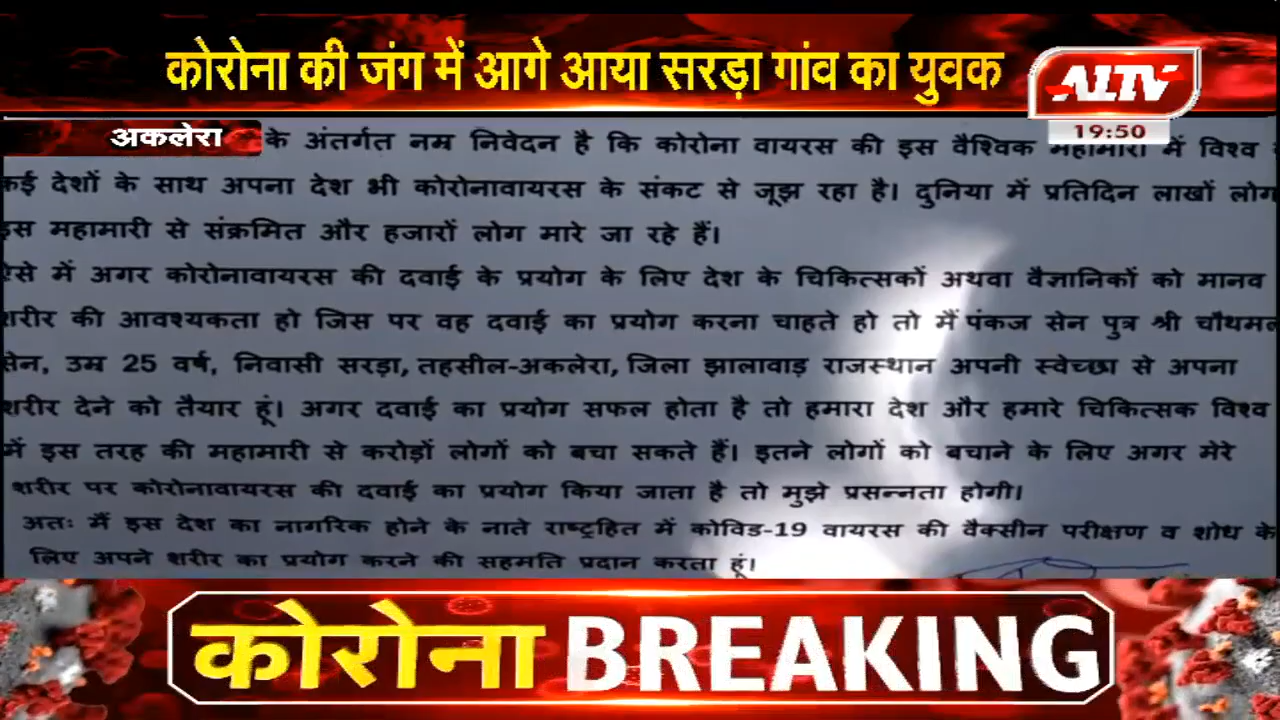 कोरोना की जंग में आगे आया सरड़ा गांव का युवक
ALTV
19:50
अकलेरा
के अंतर्गत नम्र निवेदन है कि कोरोना वायरस की इस वैश्विक महामारी में विश्व
कई देशों के साथ अपना देश भी कोरोनावायरस के संकट से जूझ रहा है। दुनिया में प्रतिदिन लाखों लोग
इस महामारी से संक्रमित और हजारों लोग मारे जा रहे हैं।
ऐसे में अगर कोरोनावायरस की दवाई के प्रयोग के लिए देश के चिकित्सकों अथवा वैज्ञानिकों को मानव
शरीर की आवश्यकता हो जिस पर वह दवाई का प्रयोग करना चाहते हो तो मैं पंकज सेन पुत्र श्री चौथमल
सेन, उम्र 25 वर्ष, निवासी सरड़ा, तहसील-अकलेरा, जिला झालावाड़ राजस्थान अपनी स्वेच्छा से अपना
शरीर देने को तैयार हूं। अगर दवाई का प्रयोग सफल होता है तो हमारा देश और हमारे चिकित्सक विश्व
में इस तरह की महामारी से करोड़ों लोगों को बचा सकते हैं। इतने लोगों को बचाने के लिए अगर मेरे
शरीर पर कोरोनावायरस की दवाई का प्रयोग किया जाता है तो मुझे प्रसन्नता होगी।
अतः मैं इस देश का नागरिक होने के नाते राष्ट्रहित में कोविड-19 वायरस की वैक्सीन परीक्षण व शोध के
लिए अपने शरीर का प्रयोग करने की सहमति प्रदान करता हूं।
कोरोना BREAKING